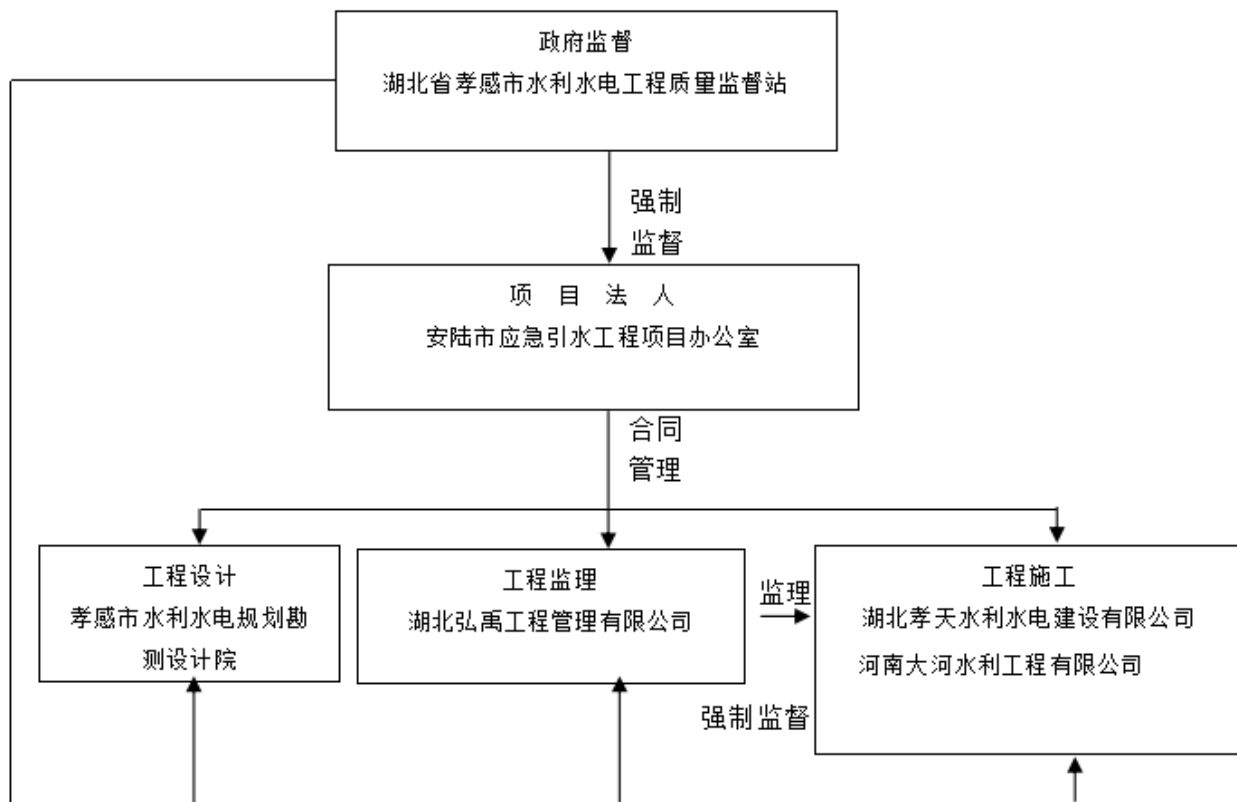 政府监督
湖北省孝感市水利水电工程质量监督站
强制
监督
项 目 法 人
安陆市应急引水工程项目办公室
合同
管理
工程设计
孝感市水利水电规划勘
测设计院
工程监理
湖北弘禹工程管理有限公司
监理
工程施工
湖北孝天水利水电建设有限公司
河南大河水利工程有限公司
强制监督